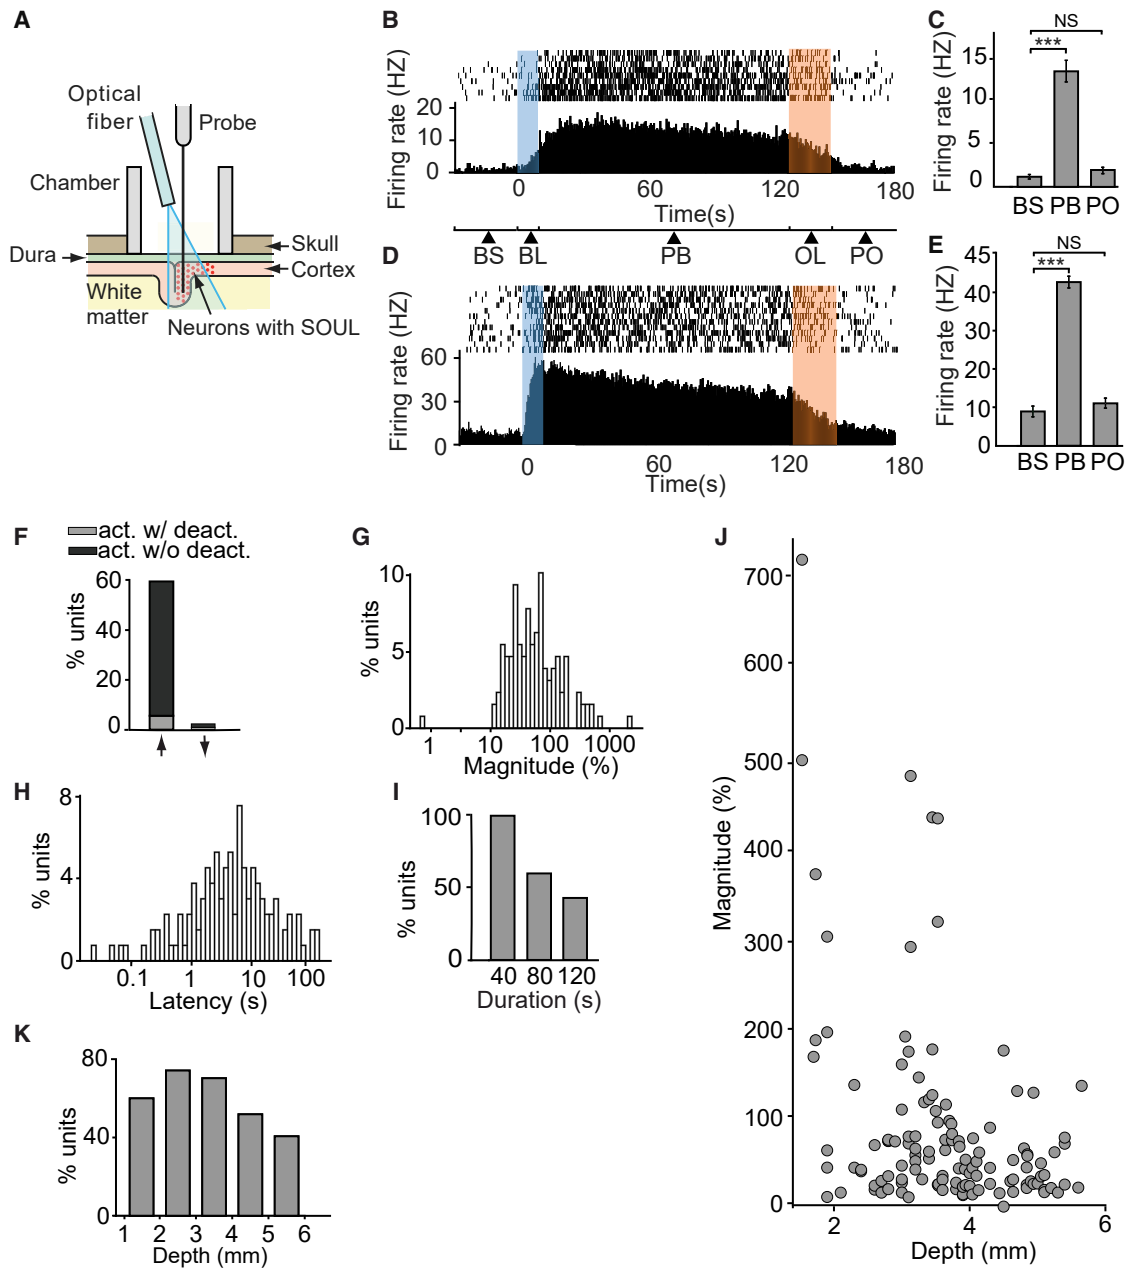 A
Optical
fiber
Probe
Chamber
Dura
Skull
Cortex
White
matter
Neurons with SOUL
B
Firing rate (HZ)
20
10
0
0
60
120
180
Time(s)
BS
BL
PB
OL
PO
C
Firing rate (HZ)
15
10
5
0
NS
***
BS
PB
PO
D
Firing rate (HZ)
60
30
0
0
60
120
180
Time(s)
E
Firing rate (HZ)
45
40
30
20
10
0
NS
***
BS
PB
PO
F
act. w/ deact.
act. w/o deact.
% units
60
40
20
0
G
% units
10
5
0
1
10
100
1000
Magnitude (%)
H
% units
8
4
0
0.1
1
10
100
Latency (s)
I
% units
100
50
0
40
80
120
Duration (s)
J
Magnitude (%)
700
600
500
400
300
200
100
0
2
4
6
Depth (mm)
K
% units
80
40
0
1
2
3
4
5
6
Depth (mm)